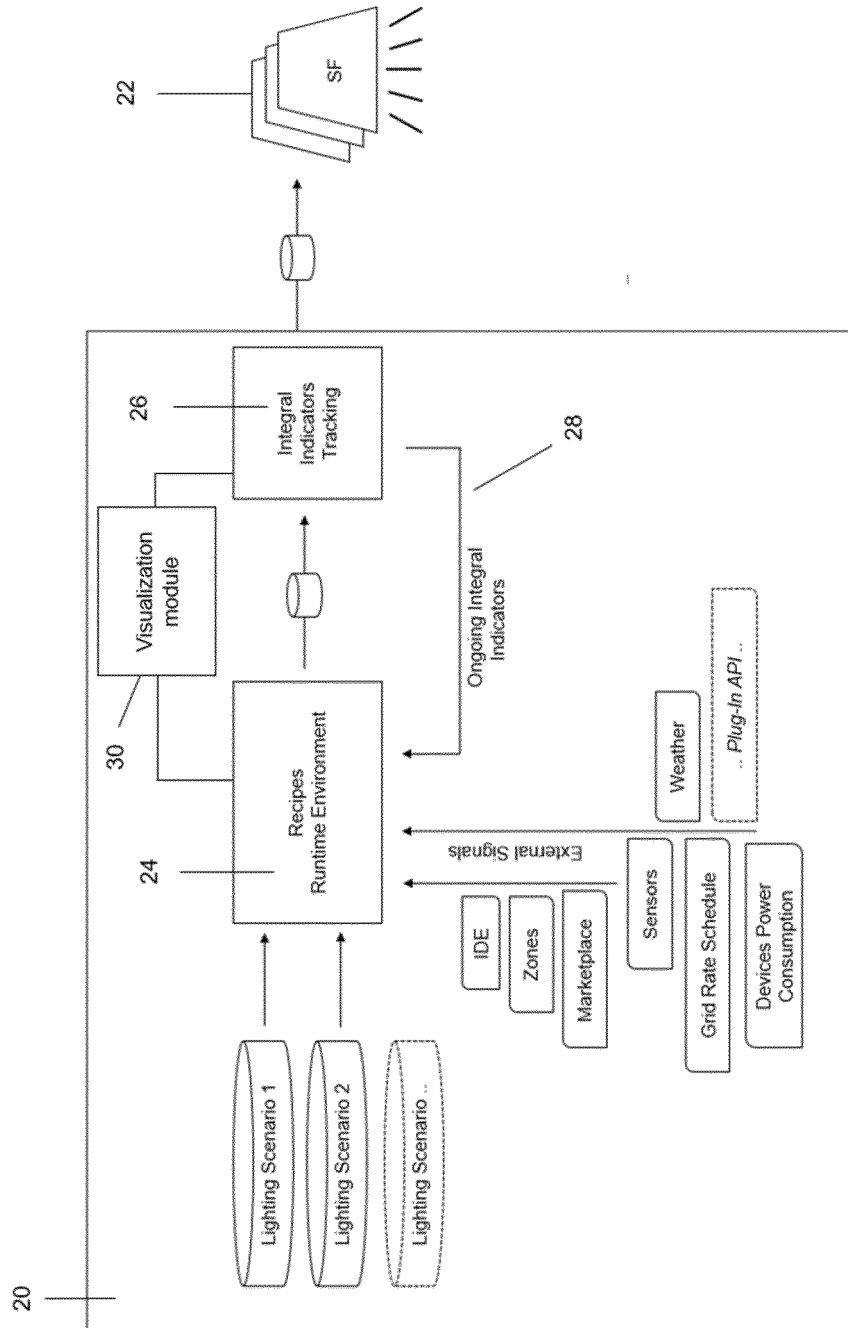 20
Lighting Scenario 1
Lighting Scenario 2
Lighting Scenario ..
24
Recipes
Runtime Environment
30
Visualization
module
26
Integral
Indicators
Tracking
28
Ongoing Integral
Indicators
External Signals
IDE
Zones
Marketplace
Sensors
Grid Rate Schedule
Devices Power
Consumption
Weather
.. Plug-In API ..
22
SF